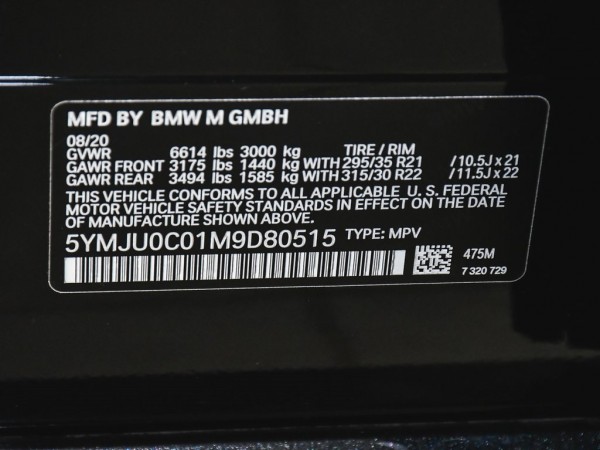 MFD BY BMW M GMBH
08/20
GVWR 6614 lbs 3000 kg TIRE / RIM
GAWR FRONT 3175 lbs 1440 kg WITH 295/35 R21 /10.5J x 21
GAWR REAR 3494 lbs 1585 kg WITH 315/30 R22 /11.5J x 22
THIS VEHICLE CONFORMS TO ALL APPLICABLE U. S. FEDERAL
MOTOR VEHICLE SAFETY STANDARDS IN EFFECT ON THE DATE
OF MANUFACTURE SHOWN ABOVE.
5YMJU0C01M9D80515 TYPE: MPV
475M
7 320 729